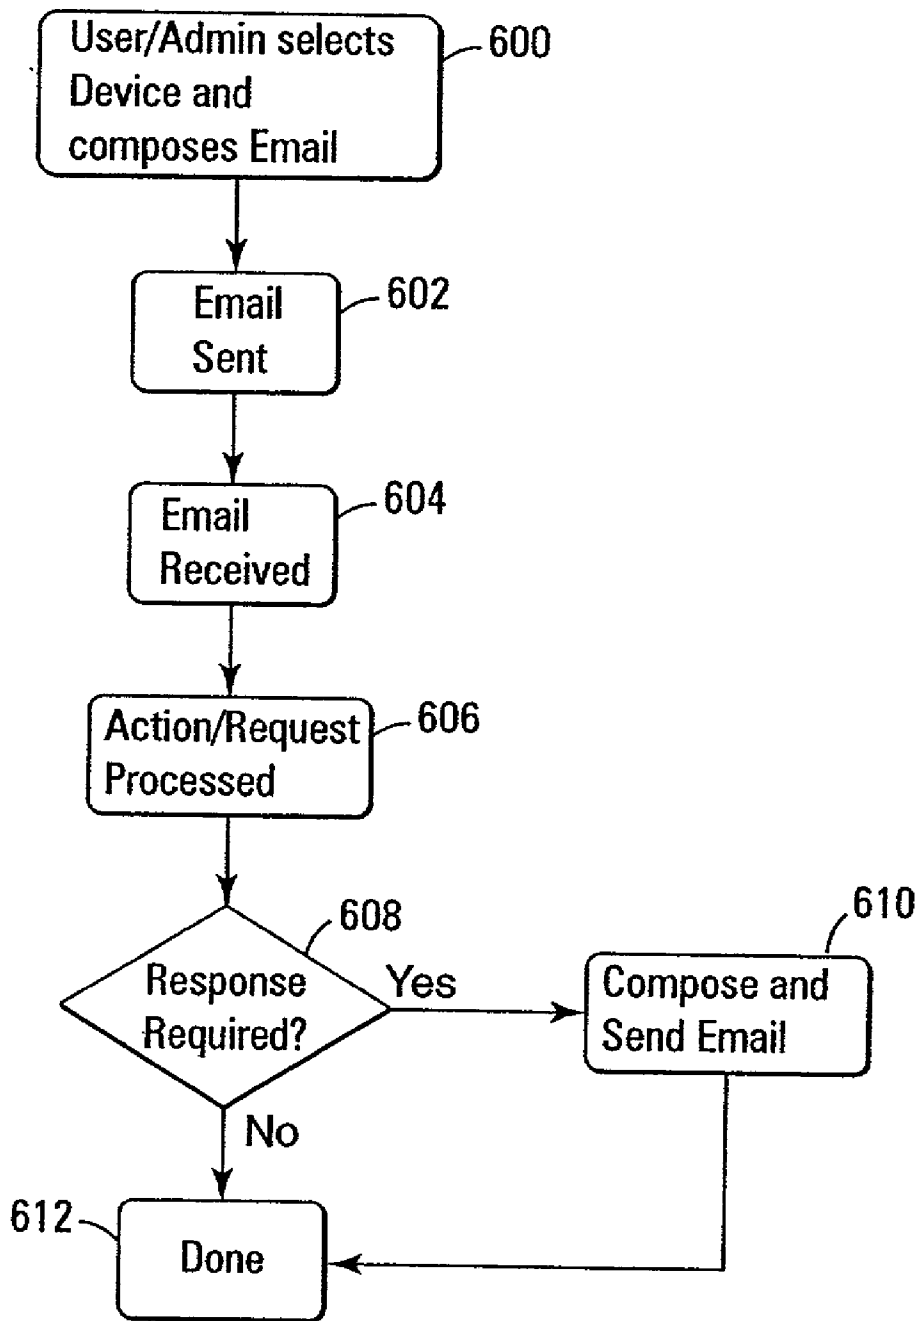 User/Admin selects
Device and
composes Email
600
Email
Sent
602
Email
Received
604
Action/Request
Processed
606
Response
Required?
608
Yes
No
Compose and
Send Email
610
Done
612